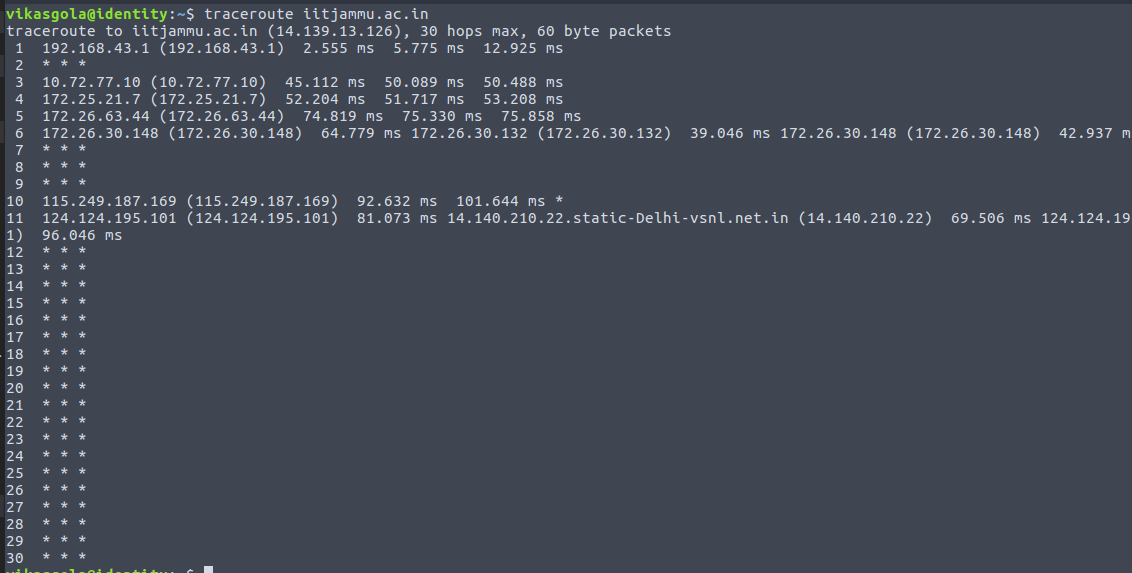 vikasgola@identity:~$ traceroute iitjammu.ac.in
traceroute to iitjammu.ac.in (14.139.13.126), 30 hops max, 60 byte packets
 1  192.168.43.1 (192.168.43.1)  2.555 ms  5.775 ms  12.925 ms
 2  * * *
 3  10.72.77.10 (10.72.77.10)  45.112 ms  50.089 ms  50.488 ms
 4  172.25.21.7 (172.25.21.7)  52.204 ms  51.717 ms  53.208 ms
 5  172.26.63.44 (172.26.63.44)  74.819 ms  75.330 ms  75.858 ms
 6  172.26.30.148 (172.26.30.148)  64.779 ms 172.26.30.132 (172.26.30.132)  39.046 ms 172.26.30.148 (172.26.30.148)  42.937 m
 7  * * *
 8  * * *
 9  * * *
10  115.249.187.169 (115.249.187.169)  92.632 ms  101.644 ms *
11  124.124.195.101 (124.124.195.101)  81.073 ms 14.140.210.22.static-Delhi-vsnl.net.in (14.140.210.22)  69.506 ms 124.124.19
1)  96.046 ms
12  * * *
13  * * *
14  * * *
15  * * *
16  * * *
17  * * *
18  * * *
19  * * *
20  * * *
21  * * *
22  * * *
23  * * *
24  * * *
25  * * *
26  * * *
27  * * *
28  * * *
29  * * *
30  * * *
vikasgola@identity:~$